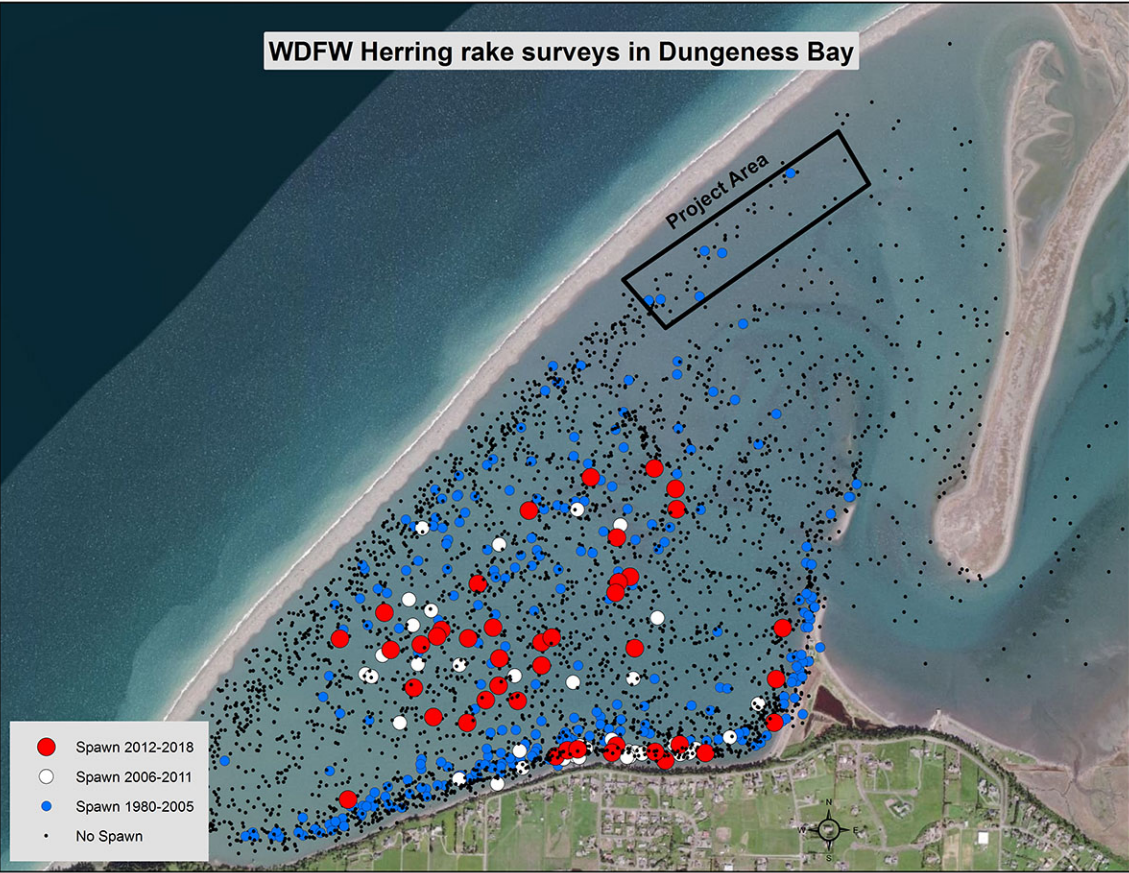 WDFW Herring rake surveys in Dungeness Bay
Project Area
Spawn 2012-2018
Spawn 2006-2011
Spawn 1980-2005
No Spawn
N
W E
S